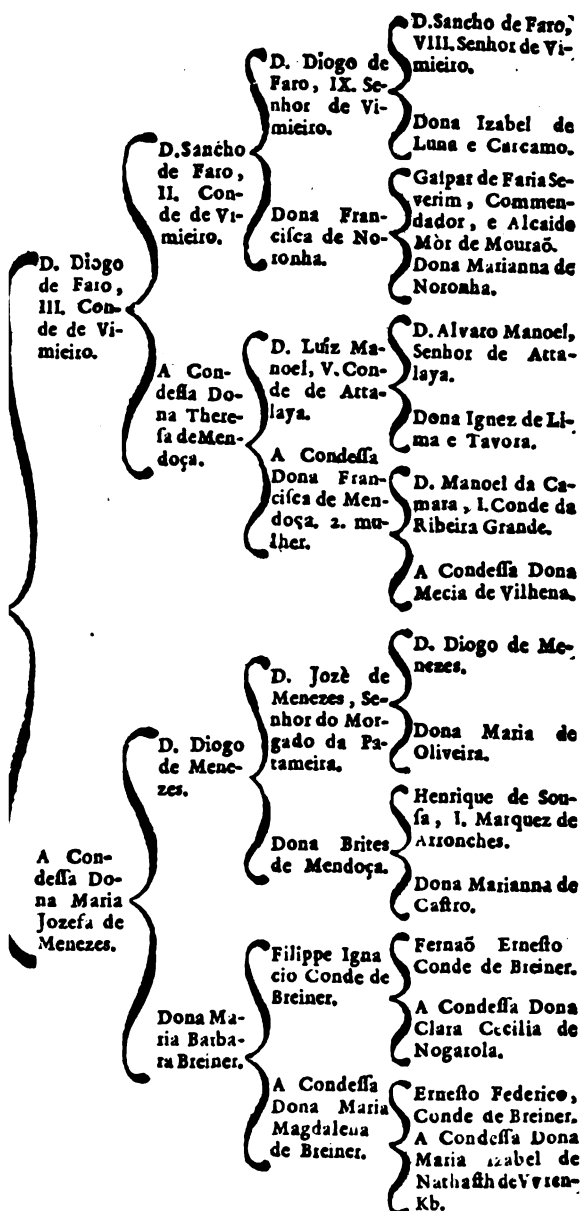 D. Diogo
de Faro,
III. Con-
de de Vi-
mieiro.
D.Sancho
de Faro,
II. Con-
de de Vi-
mieiro.
D. Diogo de
Faro, IX. Se-
nhor de Vi-
mieiro.
D.Sancho de Faro,
VIII.Senhor de Vi-
mieiro.
Dona Izabel de
Luna e Carcamo.
Dona Fran-
ciſca de No-
ronha.
Gaſpar de Faria Se-
verim, Commen-
dador, e Alcaide
Mòr de Mouraõ.
Dona Marianna de
Noronha.
A Con-
deſſa Do-
na There-
ſa de Men-
doça.
D. Luiz Ma-
noel, V. Con-
de de Atta-
laya.
D. Alvaro Manoel,
Senhor de Atta-
laya.
Dona Ignez de Li-
ma e Tavora.
A Condeſſa
Dona Fran-
ciſca de Men-
doça, 2. mu-
lher.
D. Manoel da Ca-
mara, I. Conde da
Ribeira Grande.
A Condeſſa Dona
Mecia de Vilhena.
A Con-
deſſa Do-
na Maria
Jozefa de
Menezes.
D. Diogo
de Mene-
zes.
D. Jozè de
Menezes, Se-
nhor do Mor-
gado da Pa-
tameira.
D. Diogo de Me-
nezes.
Dona Maria de
Oliveira.
Dona Brites
de Mendoça.
Henrique de Sou-
ſa, I. Marquez de
Arronches.
Dona Marianna de
Caſtro.
Dona Ma-
ria Barba-
ra Breiner.
Filippe Igna
cio Conde de
Breiner.
Fernaõ Erneſto
Conde de Breiner.
A Condeſſa Dona
Clara Cecilia de
Nogarola.
A Condeſſa
Dona Maria
Magdalena
de Breiner.
Erneſto Federico,
Conde de Breiner.
A Condeſſa Dona
Maria Izabel de
Kb.